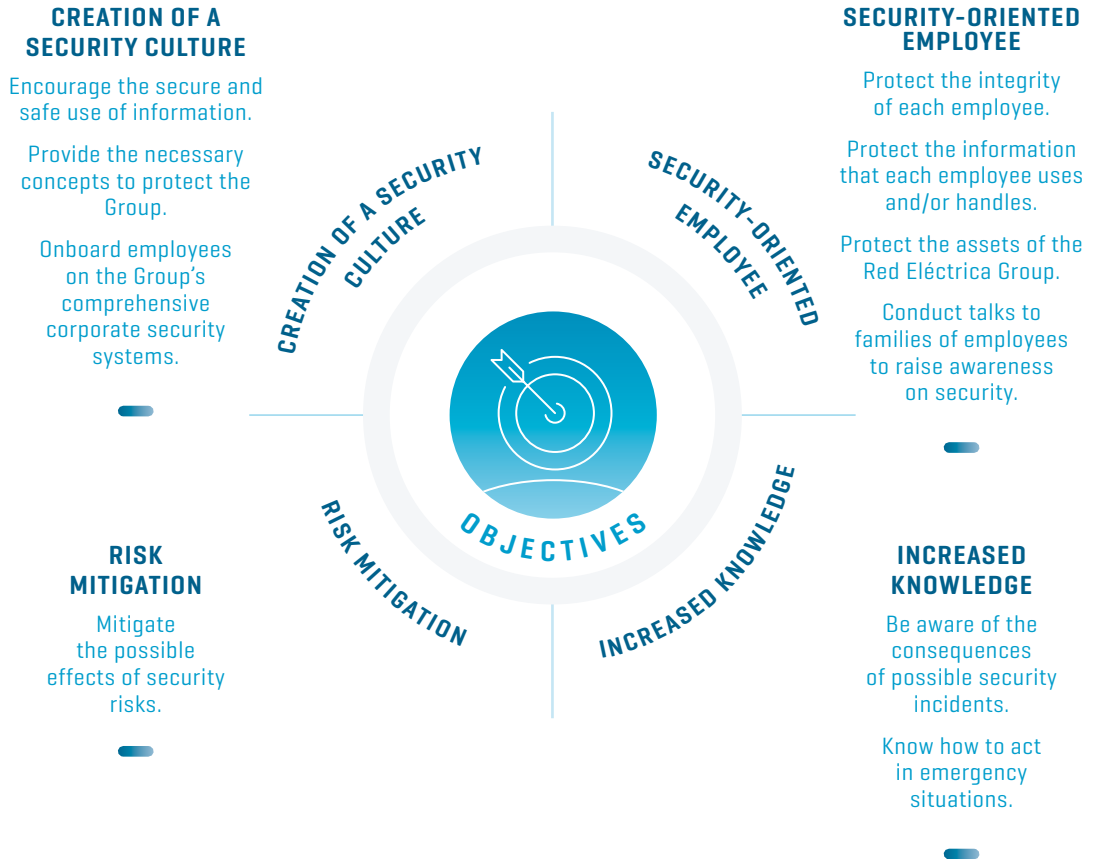 CREATION OF A
SECURITY CULTURE
Encourage the secure and
safe use of information.
Provide the necessary
concepts to protect the
Group.
Onboard employees
on the Group’s
comprehensive
corporate security
systems.
SECURITY-ORIENTED
EMPLOYEE
Protect the integrity
of each employee.
Protect the information
that each employee uses
and/or handles.
Protect the assets of the
Red Eléctrica Group.
Conduct talks to
families of employees
to raise awareness
on security.
CREATION OF A SECURITY
CULTURE
SECURITY-ORIENTED
EMPLOYEE
OBJECTIVES
RISK MITIGATION
INCREASED KNOWLEDGE
RISK
MITIGATION
Mitigate
the possible
effects of security
risks.
INCREASED
KNOWLEDGE
Be aware of the
consequences
of possible security
incidents.
Know how to act
in emergency
situations.